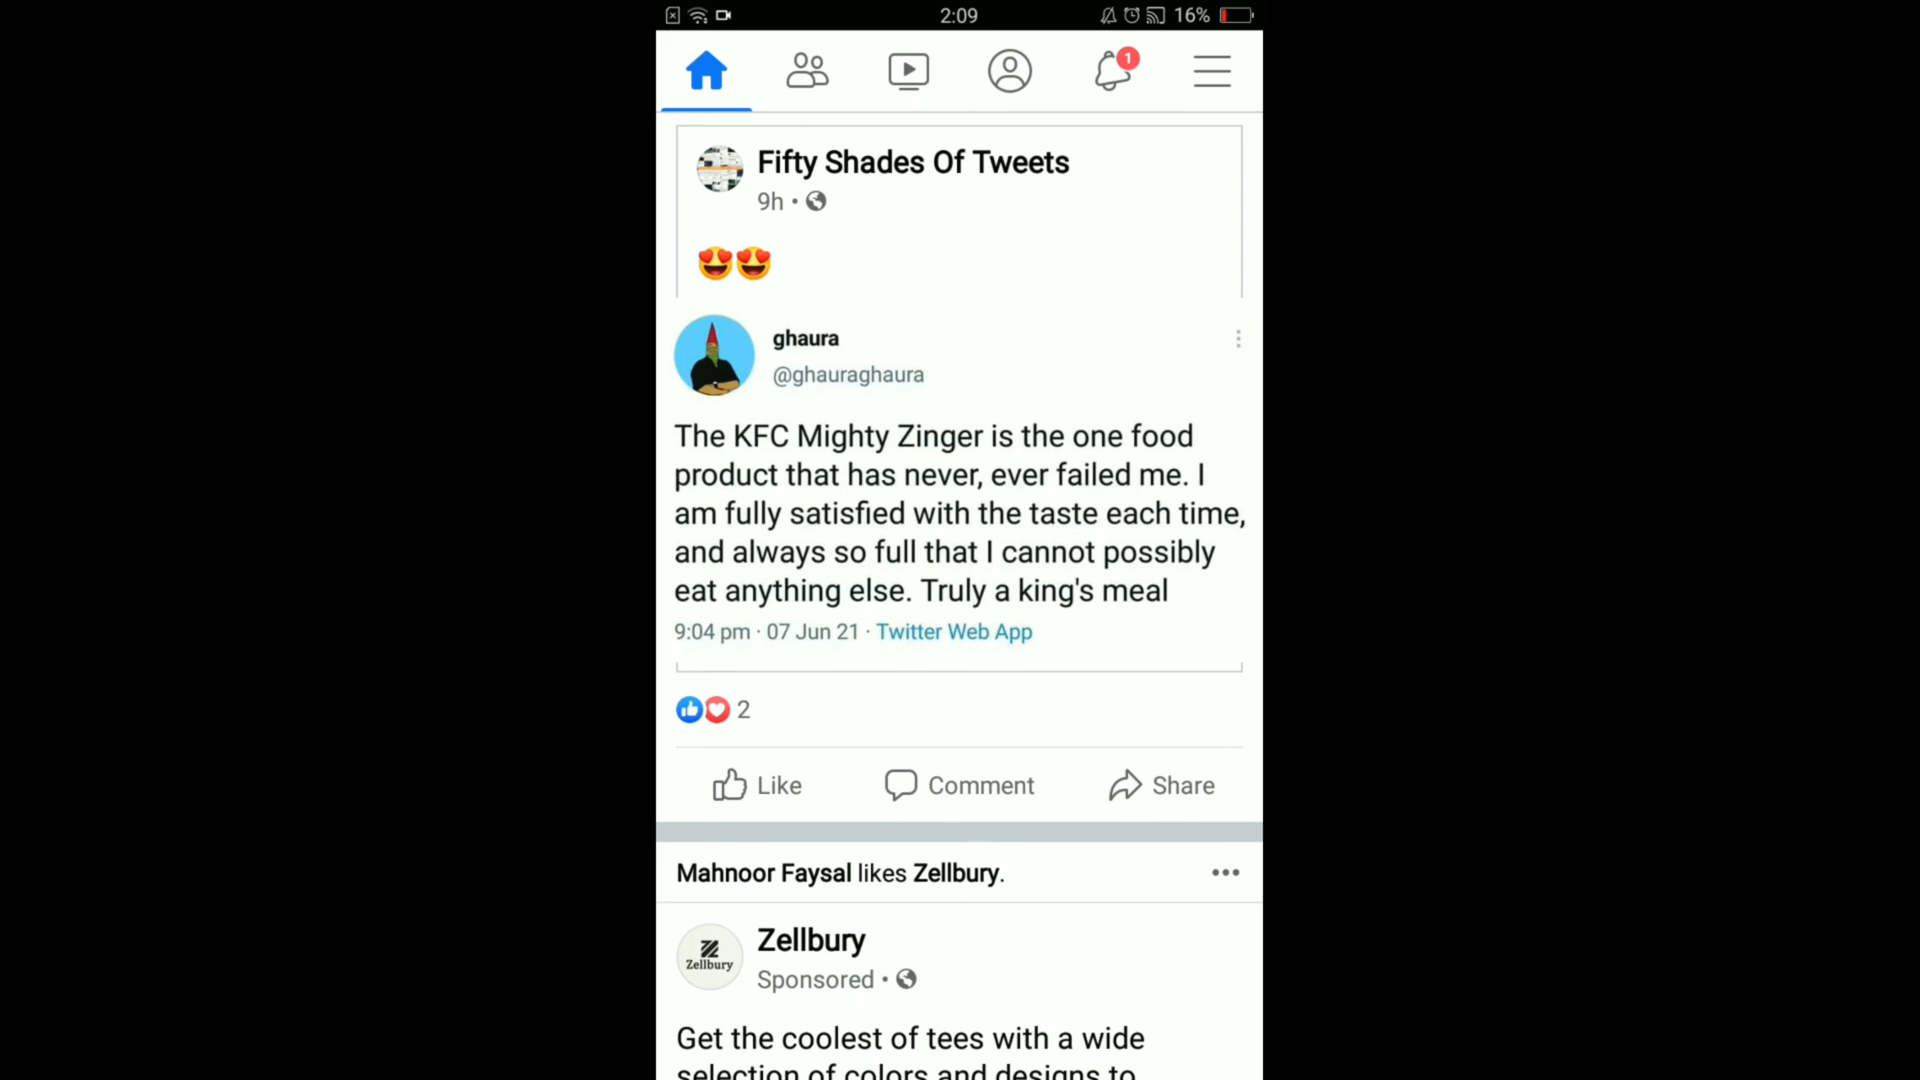 2:09
16%
1
Fifty Shades Of Tweets
9h •
ghaura
@ghauraghaura
The KFC Mighty Zinger is the one food
product that has never, ever failed me. I
am fully satisfied with the taste each time,
and always so full that I cannot possibly
eat anything else. Truly a king's meal
9:04 pm · 07 Jun 21 · Twitter Web App
2
Like Comment Share
Mahnoor Faysal likes Zellbury.
Zellbury
Zellbury
Sponsored •
Get the coolest of tees with a wide
selection of colors and designs to